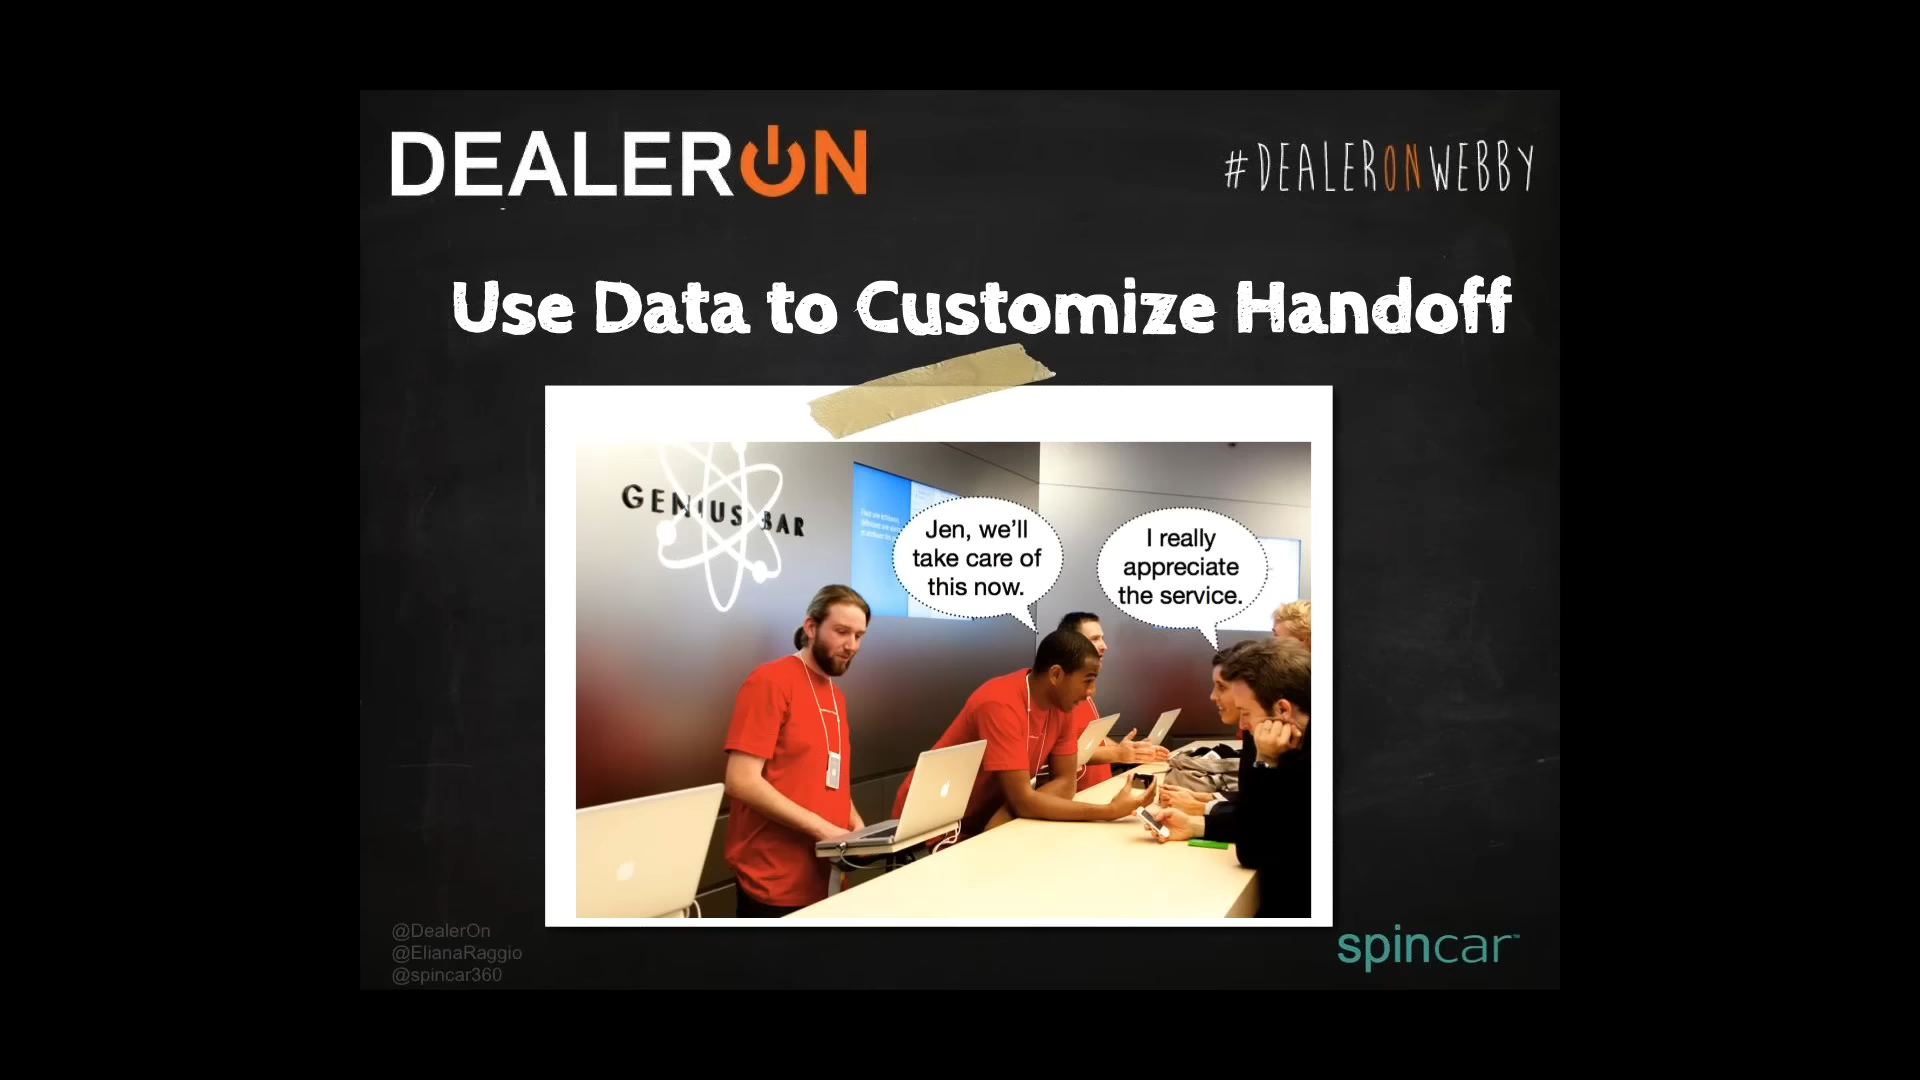 DEALERON
#DEALERONWEBBY
Use Data to Customize Handoff
GENIUS BAR
Jen, we'll
take care of
this now.
I really
appreciate
the service.
@DealerOn
@ElianaRaggio
@spincar360
spincar™